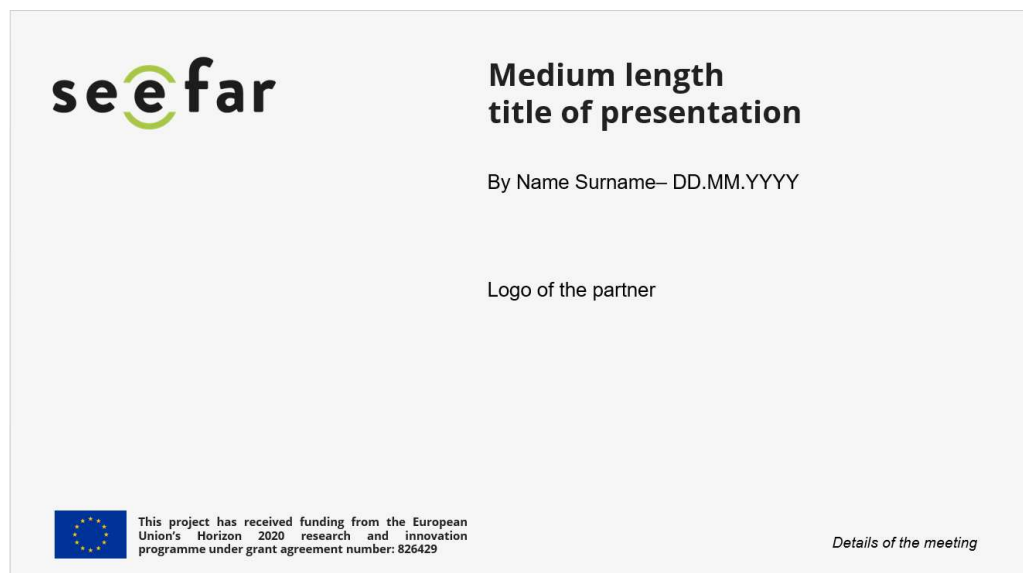 seefar
Medium length
title of presentation
By Name Surname– DD.MM.YYYY
Logo of the partner
This project has received funding from the European
Union’s Horizon 2020 research and innovation
programme under grant agreement number: 826429
Details of the meeting